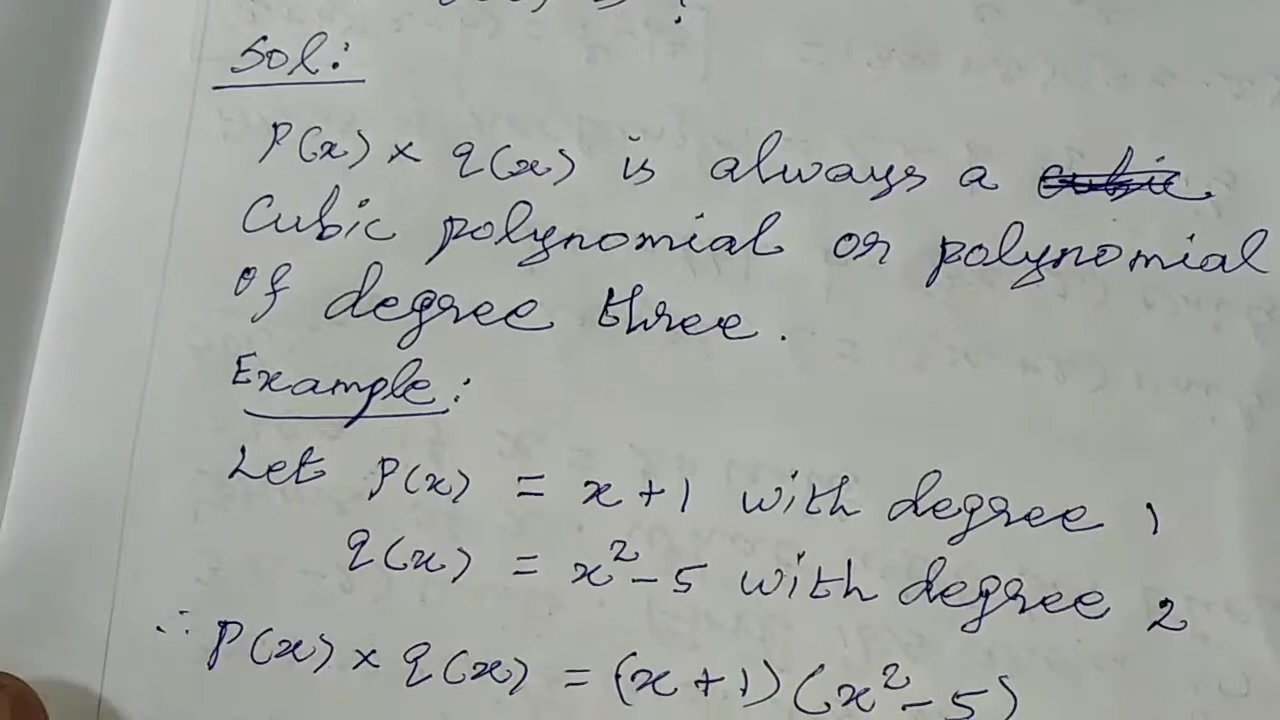 Sol:
P(x) × q(x) is always a
Cubic polynomial or polynomial
of degree three.
Example:
Let P(x) = x+1 with degree 1
q(x) = x²-5 with degree 2
∴ P(x) × q(x) = (x+1) (x²-5)